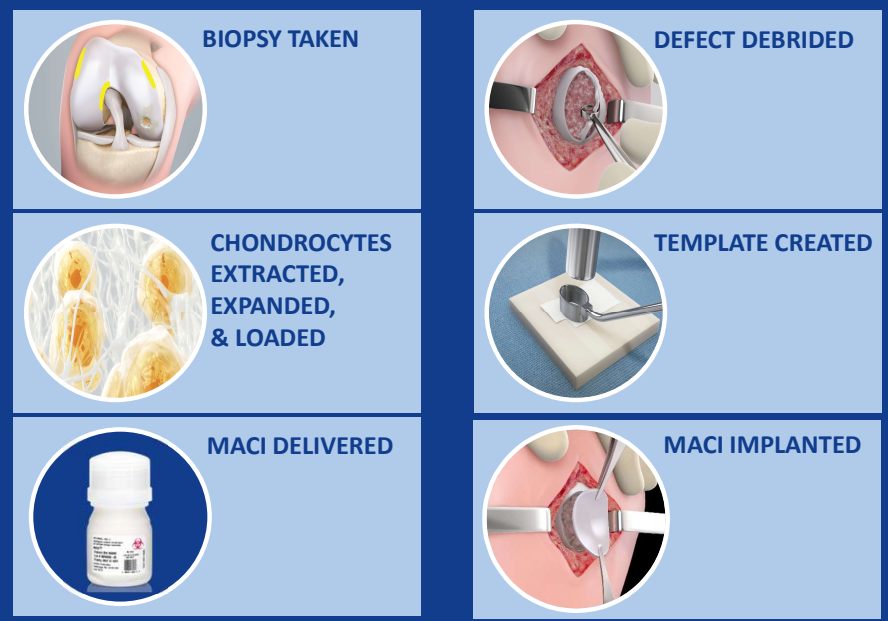 BIOPSY TAKEN
CHONDROCYTES
EXTRACTED,
EXPANDED,
& LOADED
MACI DELIVERED
DEFECT DEBRIDED
TEMPLATE CREATED
MACI IMPLANTED